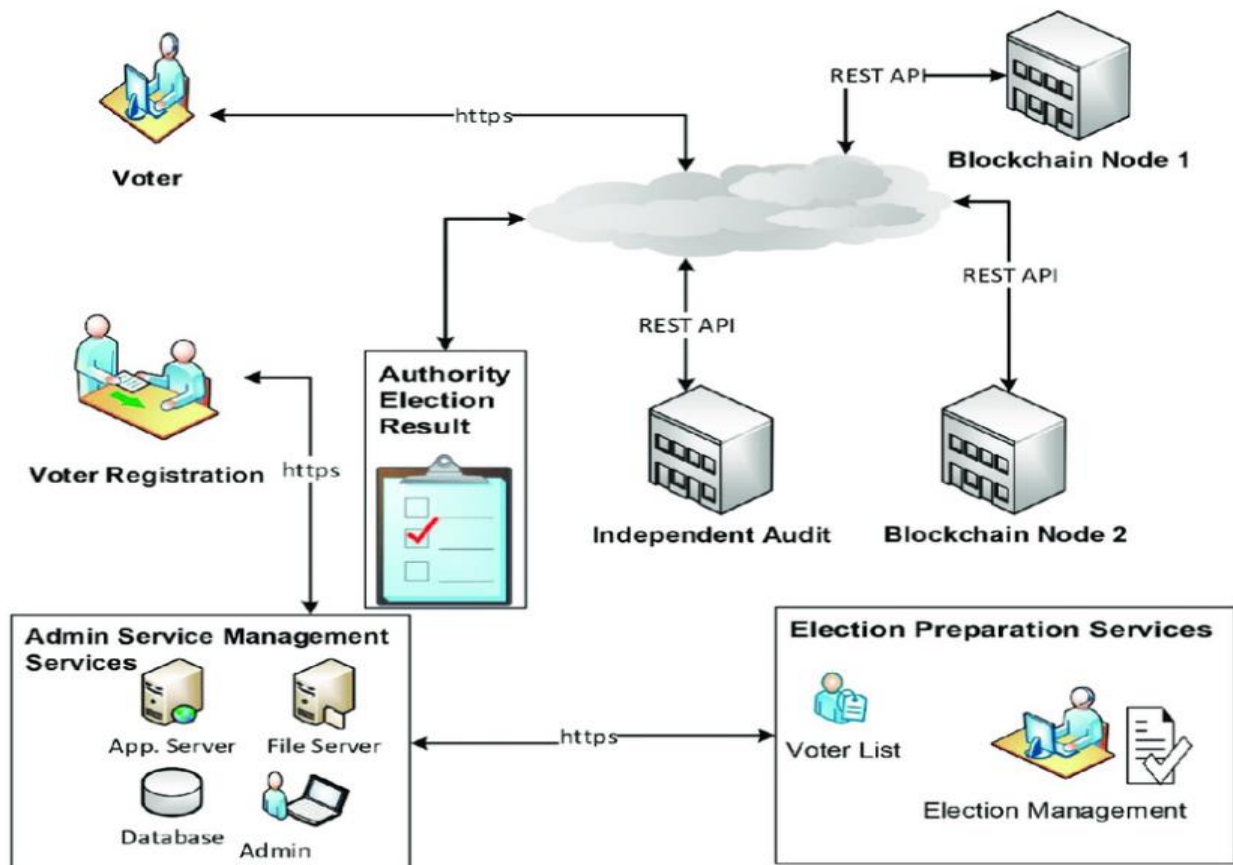 Voter
https
REST API
Blockchain Node 1
REST API
REST API
Voter Registration
https
Authority
Election
Result
Independent Audit
Blockchain Node 2
Admin Service Management
Services
App. Server
File Server
Database
Admin
https
Election Preparation Services
Voter List
Election Management